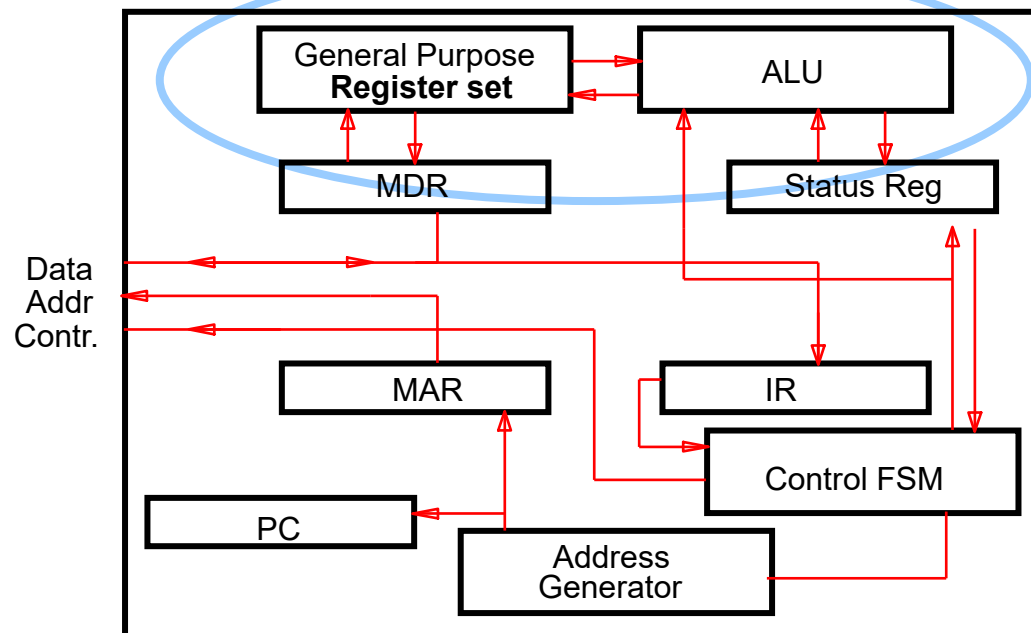 General Purpose
Register set
ALU
MDR
Status Reg
Data
Addr
Contr.
MAR
IR
Control FSM
PC
Address
Generator